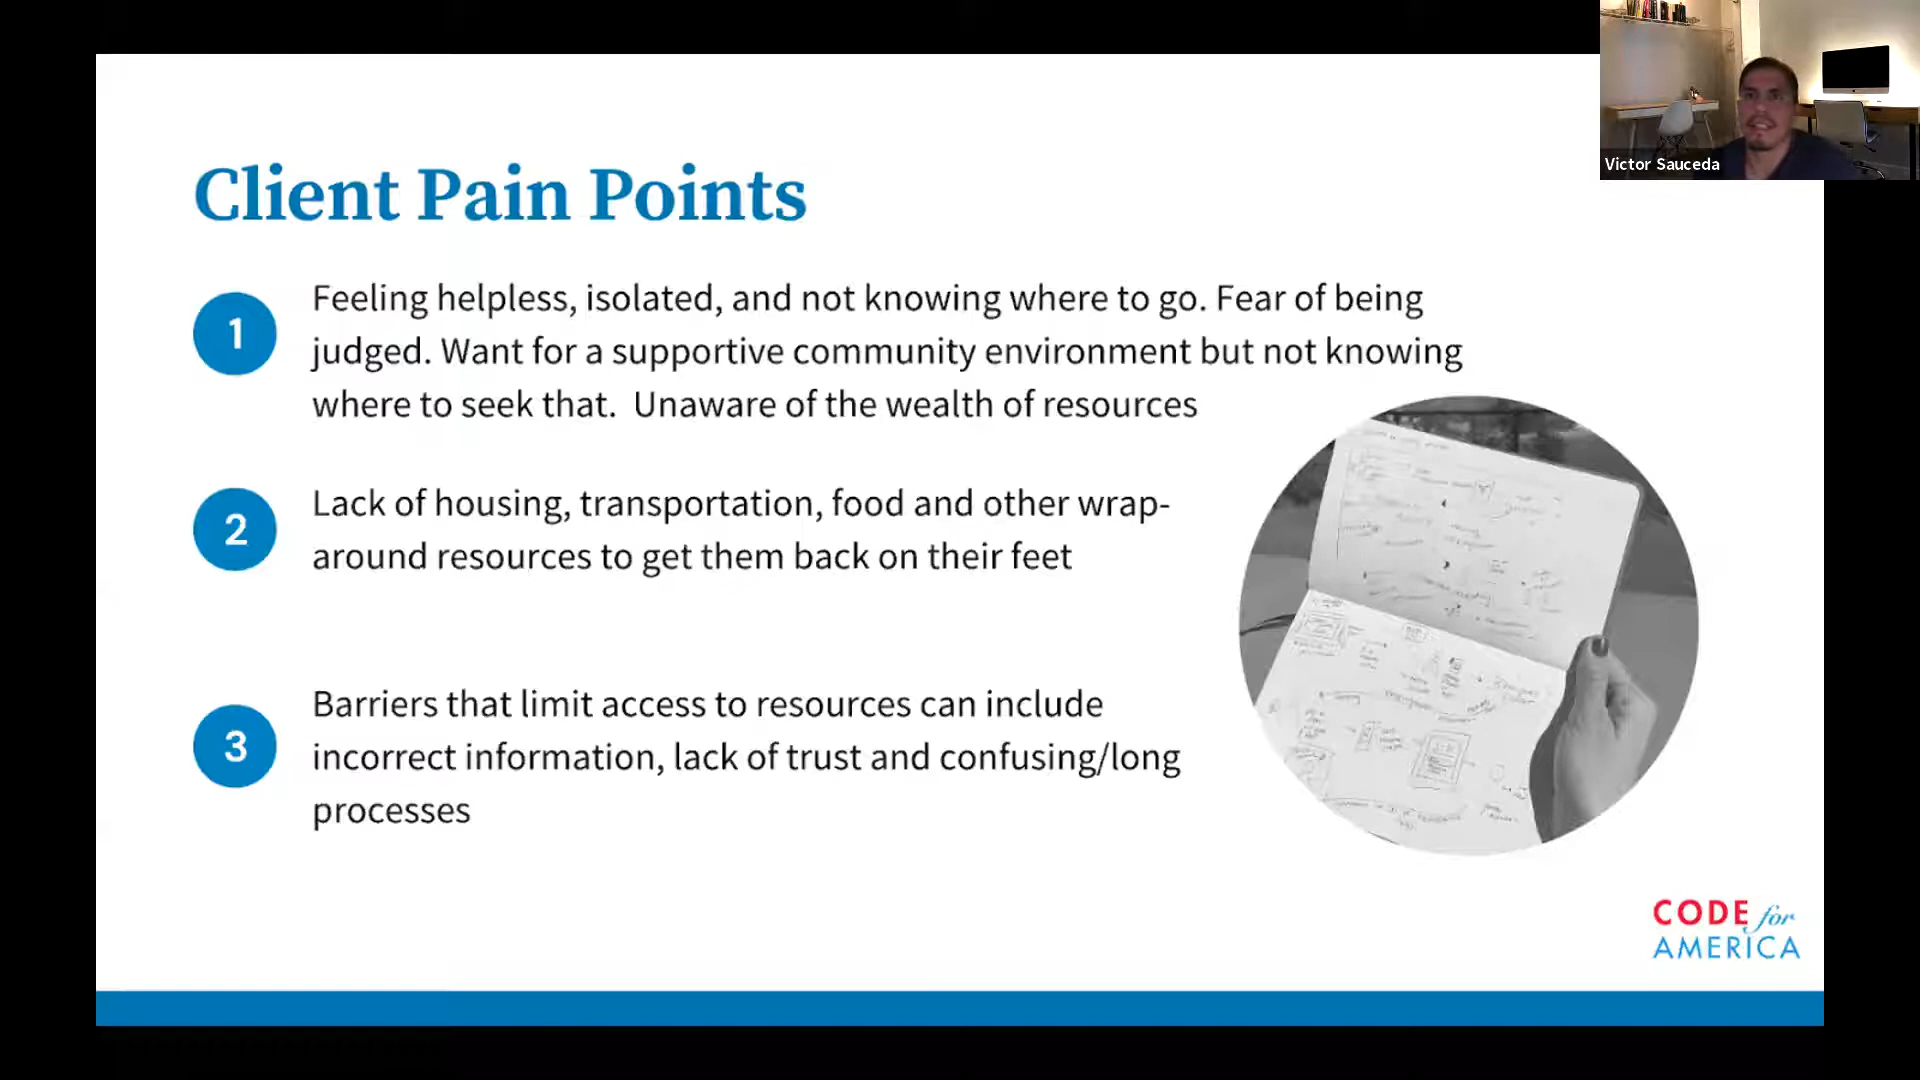 Victor Sauceda
Client Pain Points
1
Feeling helpless, isolated, and not knowing where to go. Fear of being
judged. Want for a supportive community environment but not knowing
where to seek that.  Unaware of the wealth of resources
2
Lack of housing, transportation, food and other wrap-
around resources to get them back on their feet
3
Barriers that limit access to resources can include
incorrect information, lack of trust and confusing/long
processes
CODE for
AMERICA